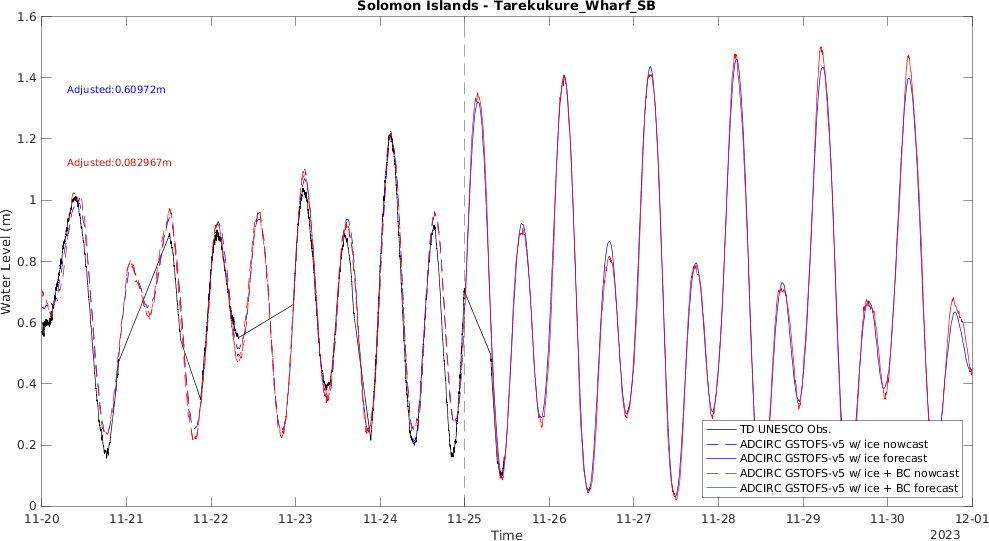 Solomon Islands - Tarekukure_Wharf_SB
1.6
1.4
1.2
1
0.8
0.6
0.4
0.2
0
Water Level (m)
Adjusted:0.60972m
Adjusted:0.082967m
TD UNESCO Obs.
ADCIRC GSTOFS-v5 w/ ice nowcast
ADCIRC GSTOFS-v5 w/ ice forecast
ADCIRC GSTOFS-v5 w/ ice + BC nowcast
ADCIRC GSTOFS-v5 w/ ice + BC forecast
11-20 11-21 11-22 11-23 11-24 11-25 11-26 11-27 11-28 11-29 11-30 12-01
Time
2023